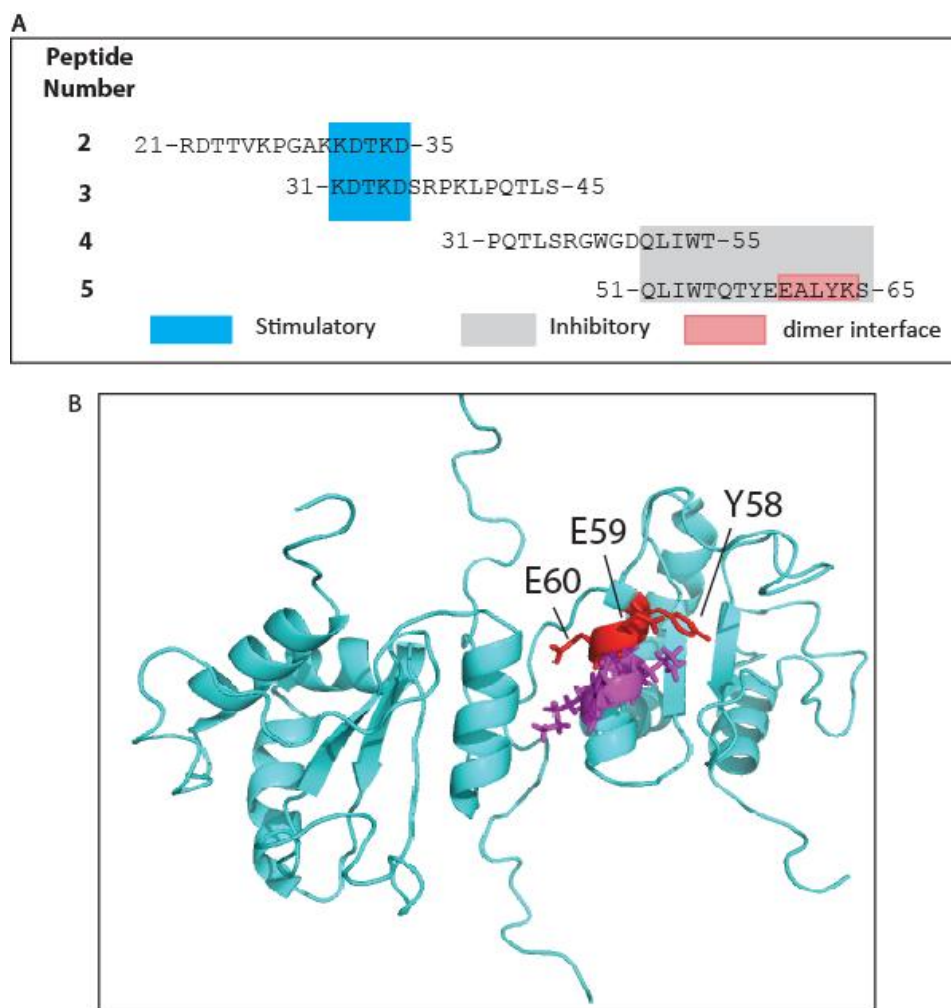 A
Peptide
Number
2 21-RDTTVKPGAKKDTKD-35
3 31-KDTKDSRPKLPQTLS-45
4 31-PQTLSRGWGDQLIWT-55
5 51-QLIWTQTYEEALYKS-65
Stimulatory Inhibitory dimer interface
B
E60 E59 Y58